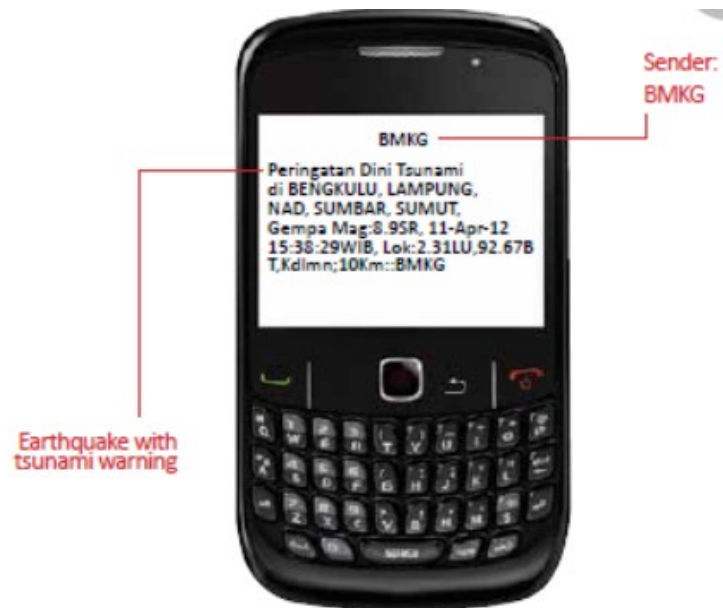 Sender:
BMKG
BMKG
Peringatan Dini Tsunami
di BENGKULU, LAMPUNG,
NAD, SUMBAR, SUMUT,
Gempa Mag:8.9SR, 11-Apr-12
15:38:29WIB, Lok:2.31LU,92.67B
T,Kdlmn;10Km::BMKG
Earthquake with
tsunami warning